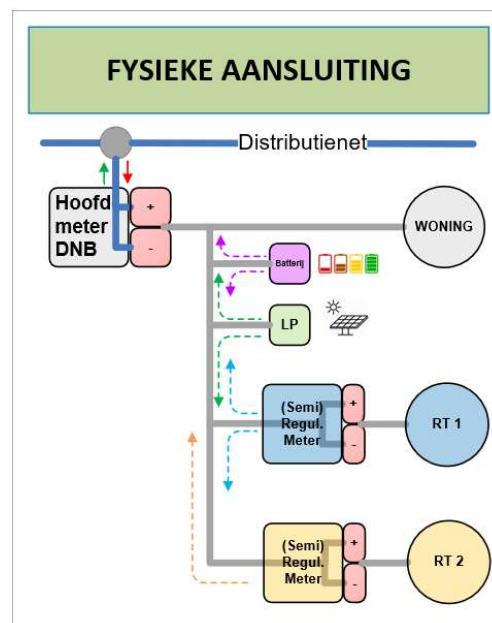 FYSIEKE AANSLUITING
Distributienet
Hoofd
meter
DNB
+
-
WONING
Batterij
LP
(Semi)
Regul.
Meter
+
-
RT 1
(Semi)
Regul.
Meter
+
-
RT 2